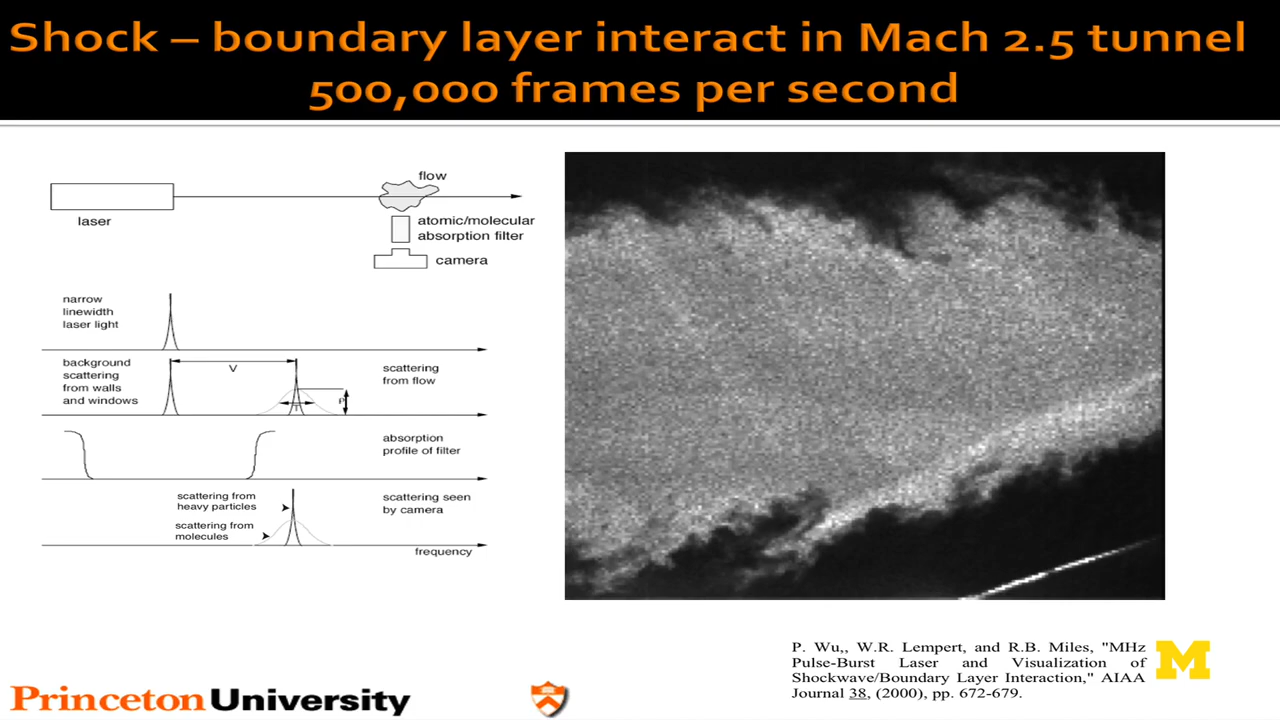 Shock – boundary layer interact in Mach 2.5 tunnel
500,000 frames per second
flow
laser
atomic/molecular
absorption filter
camera
narrow
linewidth
laser light
background
scattering
from walls
and windows
V
T
P
scattering
from flow
absorption
profile of filter
scattering from
heavy particles
scattering from
molecules
scattering seen
by camera
frequency
P. Wu,, W.R. Lempert, and R.B. Miles, "MHz
Pulse-Burst Laser and Visualization of
Shockwave/Boundary Layer Interaction," AIAA
Journal 38, (2000), pp. 672-679.
M
Princeton University